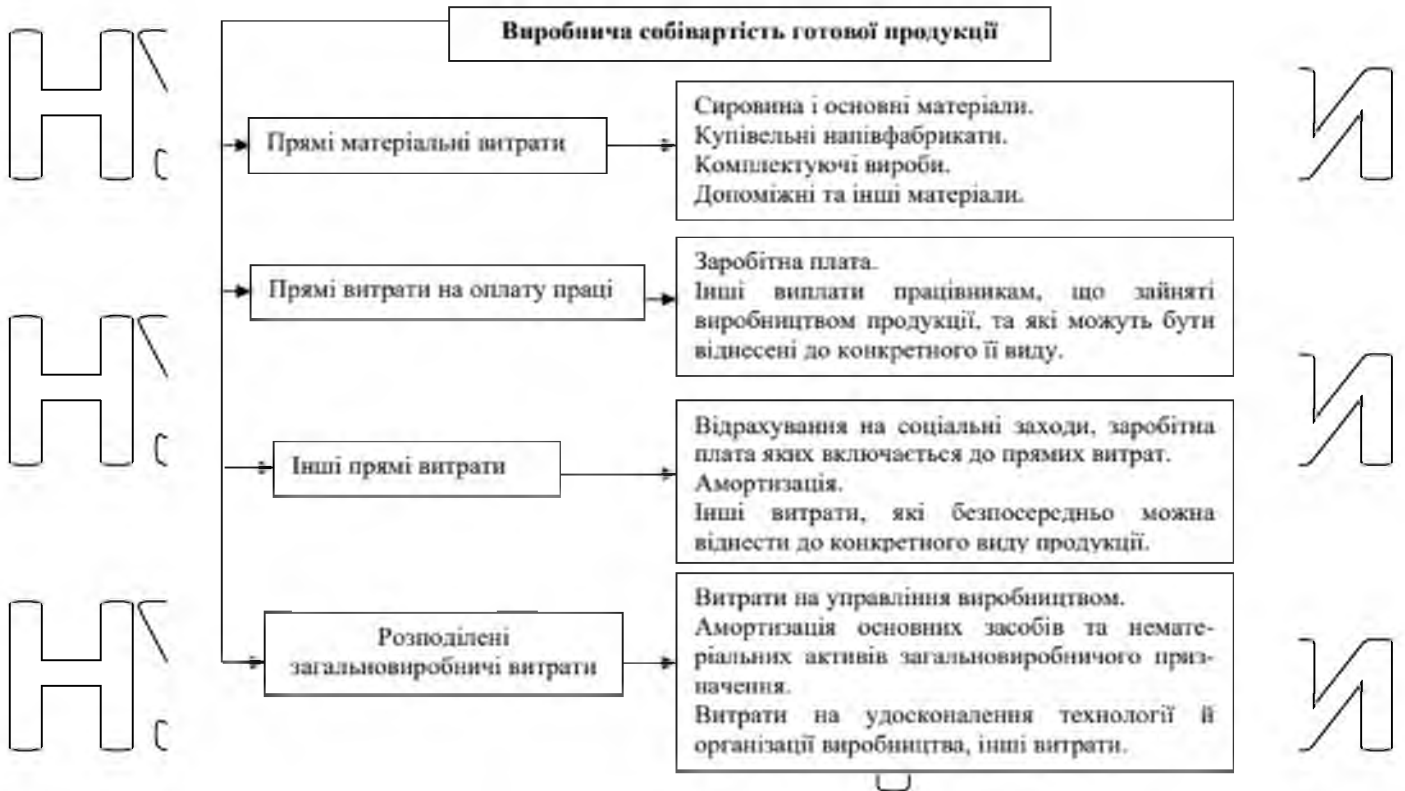 Виробнича собівартість готової продукції
Прямі матеріальні витрати
Сировина і основні матеріали.
Купівельні напівфабрикати.
Комплектуючі вироби.
Допоміжні та інші матеріали.
Прямі витрати на оплату праці
Заробітна плата.
Інші виплати працівникам, що зайняті
виробництвом продукції, та які можуть бути
віднесені до конкретного її виду.
Інші прямі витрати
Відрахування на соціальні заходи, заробітна
плата яких включається до прямих витрат.
Амортизація.
Інші витрати, які безпосередньо можна
віднести до конкретного виду продукції.
Розподілені
загальновиробничі витрати
Витрати на управління виробництвом.
Амортизація основних засобів та немате-
ріальних активів загальновиробничого приз-
начення.
Витрати на удосконалення технології й
організації виробництва, інші витрати.